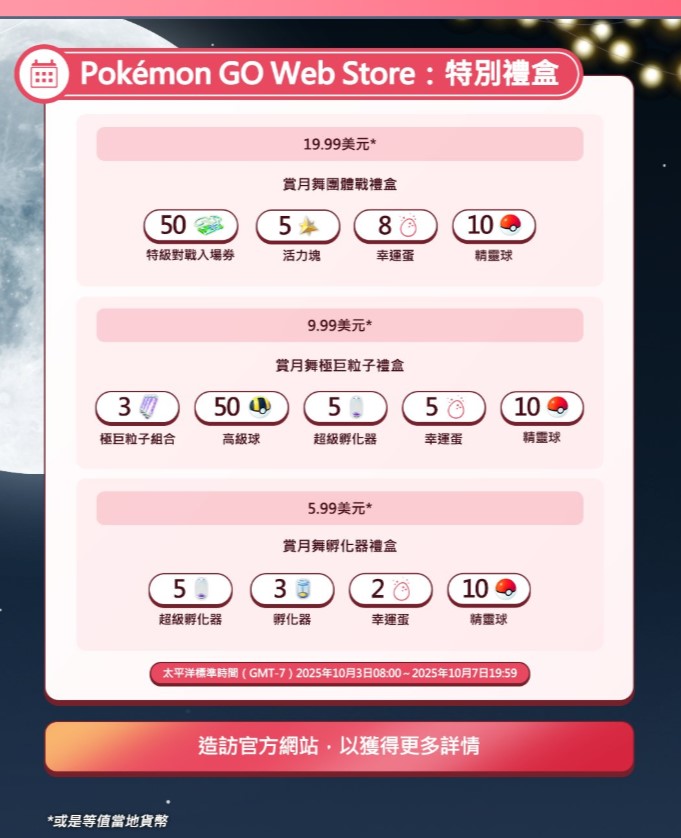 Pokémon GO Web Store：特別禮盒
19.99美元*
賞月舞團體戰禮盒
50 5 8 10
特級對戰入場券 活力塊 幸運蛋 精靈球
9.99美元*
賞月舞極巨粒子禮盒
3 50 5 5 10
極巨粒子組合 高級球 超級孵化器 幸運蛋 精靈球
5.99美元*
賞月舞孵化器禮盒
5 3 2 10
超級孵化器 孵化器 幸運蛋 精靈球
太平洋標準時間（GMT-7）2025年10月3日08:00～2025年10月7日19:59
造訪官方網站，以獲得更多詳情
*或是等值當地貨幣